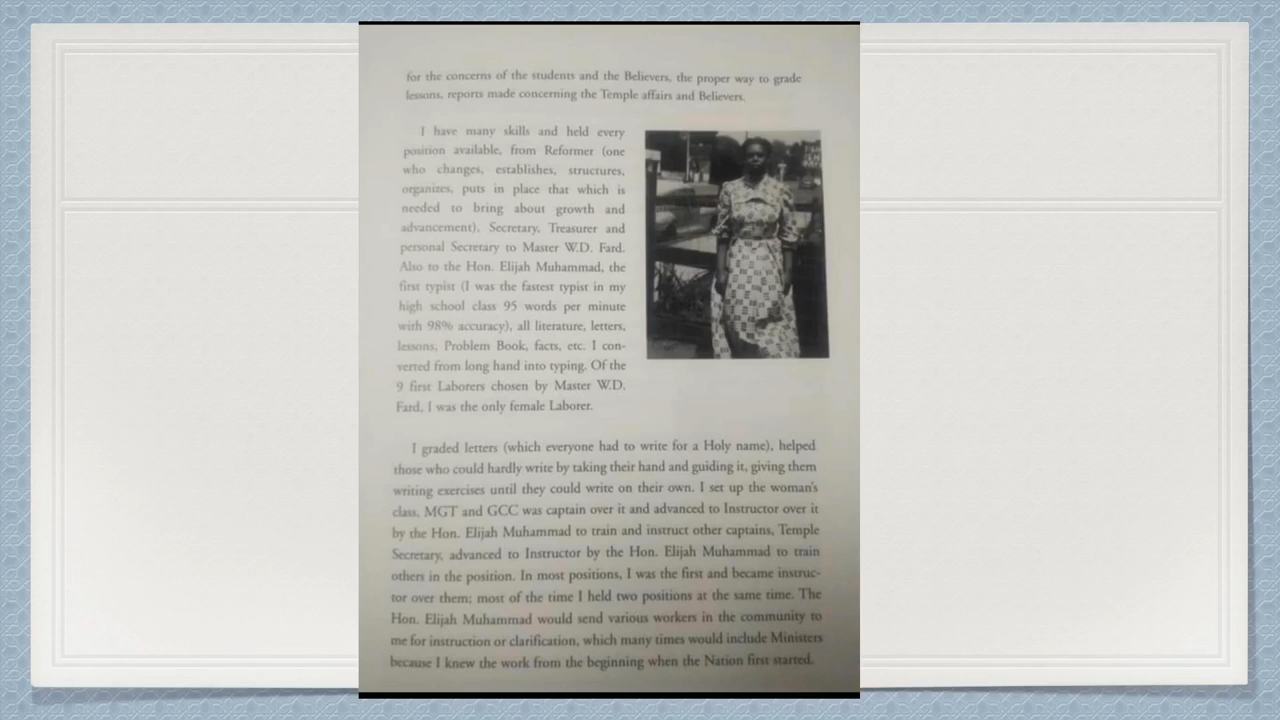 for the concerns of the students and the Believers, the proper way to grade
lessons, reports made concerning the Temple affairs and Believers.
I have many skills and held every
position available, from Reformer (one
who changes, establishes, structures,
organizes, puts in place that which is
needed to bring about growth and
advancement), Secretary, Treasurer and
personal Secretary to Master W.D. Fard.
Also to the Hon. Elijah Muhammad, the
first typist (I was the fastest typist in my
high school class 95 words per minute
with 98% accuracy), all literature, letters,
lessons, Problem Book, facts, etc. I con-
verted from long hand into typing. Of the
9 first Laborers chosen by Master W.D.
Fard, I was the only female Laborer.
I graded letters (which everyone had to write for a Holy name), helped
those who could hardly write by taking their hand and guiding it, giving them
writing exercises until they could write on their own. I set up the woman's
class, MGT and GCC was captain over it and advanced to Instructor over it
by the Hon. Elijah Muhammad to train and instruct other captains, Temple
Secretary, advanced to Instructor by the Hon. Elijah Muhammad to train
others in the position. In most positions, I was the first and became instruc-
tor over them; most of the time I held two positions at the same time. The
Hon. Elijah Muhammad would send various workers in the community to
me for instruction or clarification, which many times would include Ministers
because I knew the work from the beginning when the Nation first started.